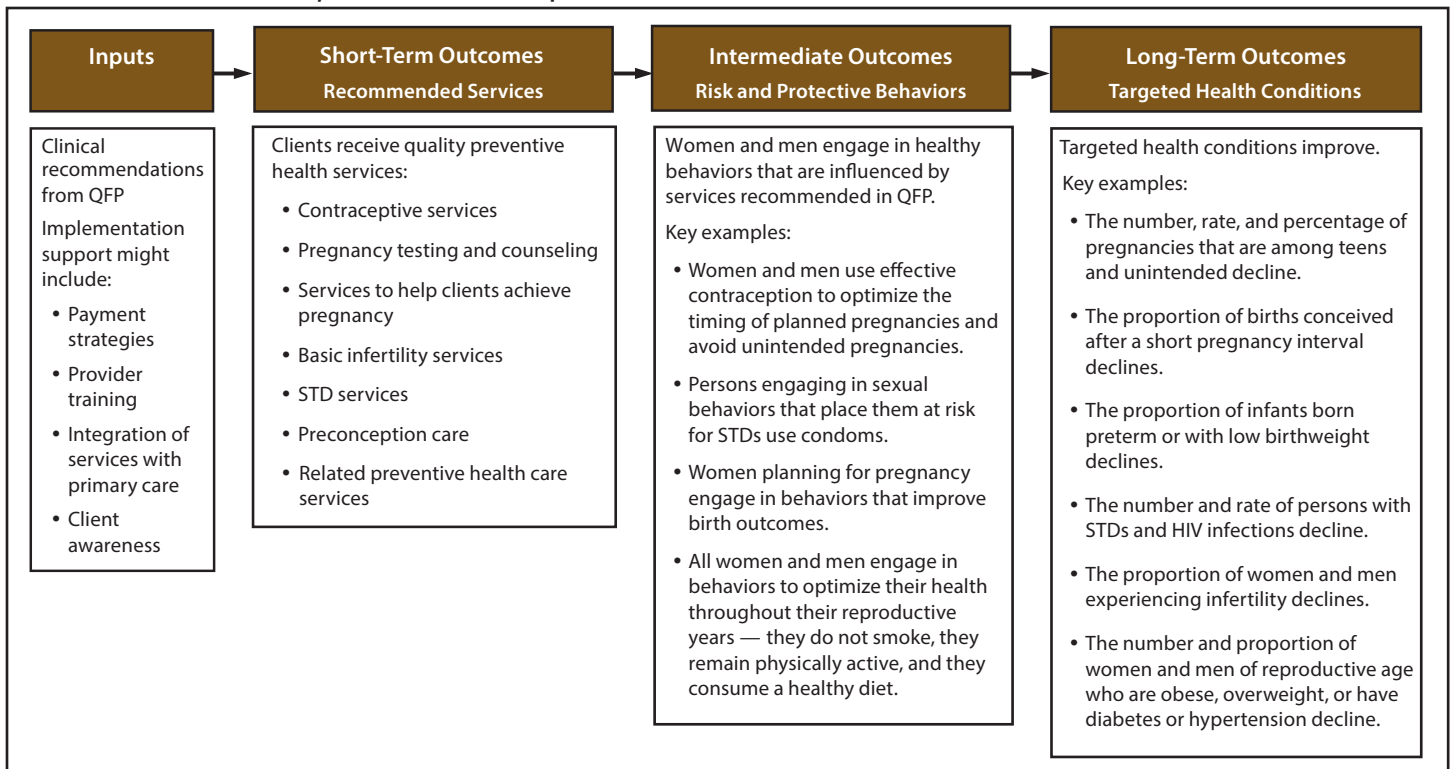 Inputs
Short-Term Outcomes
Recommended Services
Intermediate Outcomes
Risk and Protective Behaviors
Long-Term Outcomes
Targeted Health Conditions
Clinical
recommendations
from QFP
Implementation
support might
include:
• Payment
strategies
• Provider
training
• Integration of
services with
primary care
• Client
awareness
Clients receive quality preventive
health services:
• Contraceptive services
• Pregnancy testing and counseling
• Services to help clients achieve
pregnancy
• Basic infertility services
• STD services
• Preconception care
• Related preventive health care
services
Women and men engage in healthy
behaviors that are influenced by
services recommended in QFP.
Key examples:
• Women and men use effective
contraception to optimize the
timing of planned pregnancies and
avoid unintended pregnancies.
• Persons engaging in sexual
behaviors that place them at risk
for STDs use condoms.
• Women planning for pregnancy
engage in behaviors that improve
birth outcomes.
• All women and men engage in
behaviors to optimize their health
throughout their reproductive
years — they do not smoke, they
remain physically active, and they
consume a healthy diet.
Targeted health conditions improve.
Key examples:
• The number, rate, and percentage of
pregnancies that are among teens
and unintended decline.
• The proportion of births conceived
after a short pregnancy interval
declines.
• The proportion of infants born
preterm or with low birthweight
declines.
• The number and rate of persons with
STDs and HIV infections decline.
• The proportion of women and men
experiencing infertility declines.
• The number and proportion of
women and men of reproductive age
who are obese, overweight, or have
diabetes or hypertension decline.